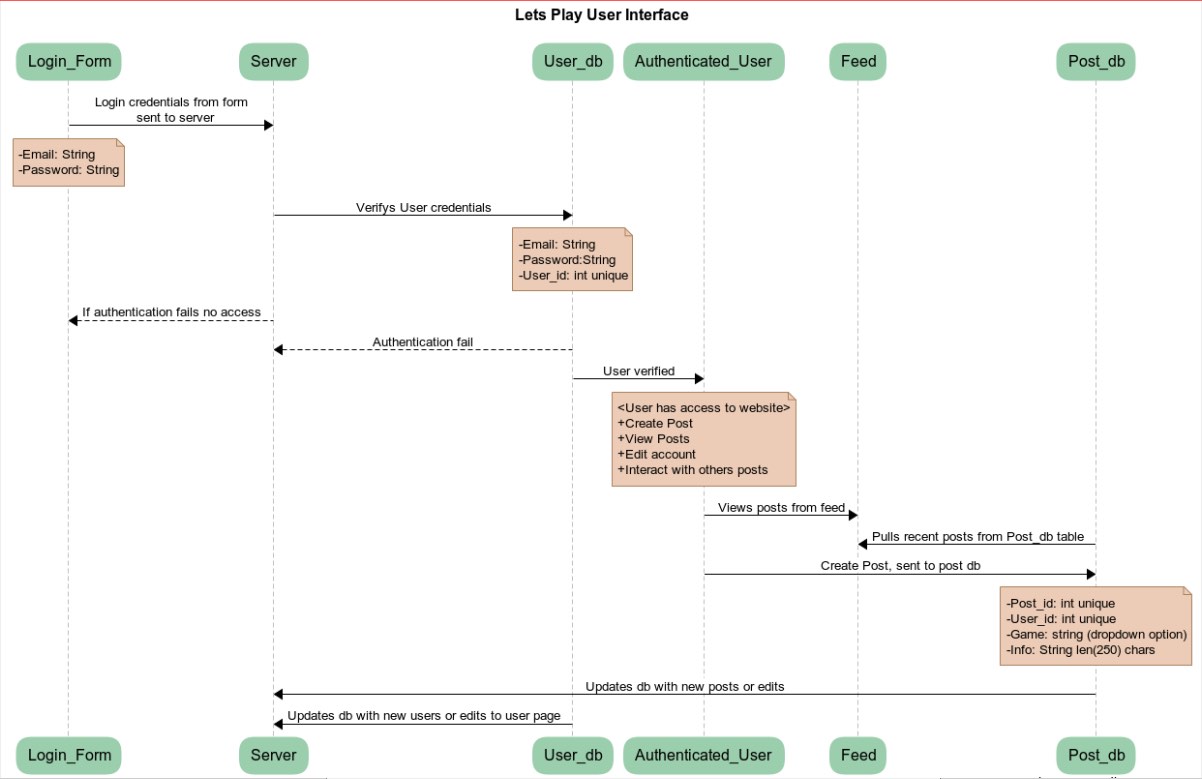 Lets Play User Interface
Login_Form
Server
User_db
Authenticated_User
Feed
Post_db
Login credentials from form
sent to server
-Email: String
-Password: String
Verifys User credentials
-Email: String
-Password:String
-User_id: int unique
If authentication fails no access
Authentication fail
User verified
<User has access to website>
+Create Post
+View Posts
+Edit account
+Interact with others posts
Views posts from feed
Pulls recent posts from Post_db table
Create Post, sent to post db
-Post_id: int unique
-User_id: int unique
-Game: string (dropdown option)
-Info: String len(250) chars
Updates db with new posts or edits
Updates db with new users or edits to user page
Login_Form
Server
User_db
Authenticated_User
Feed
Post_db